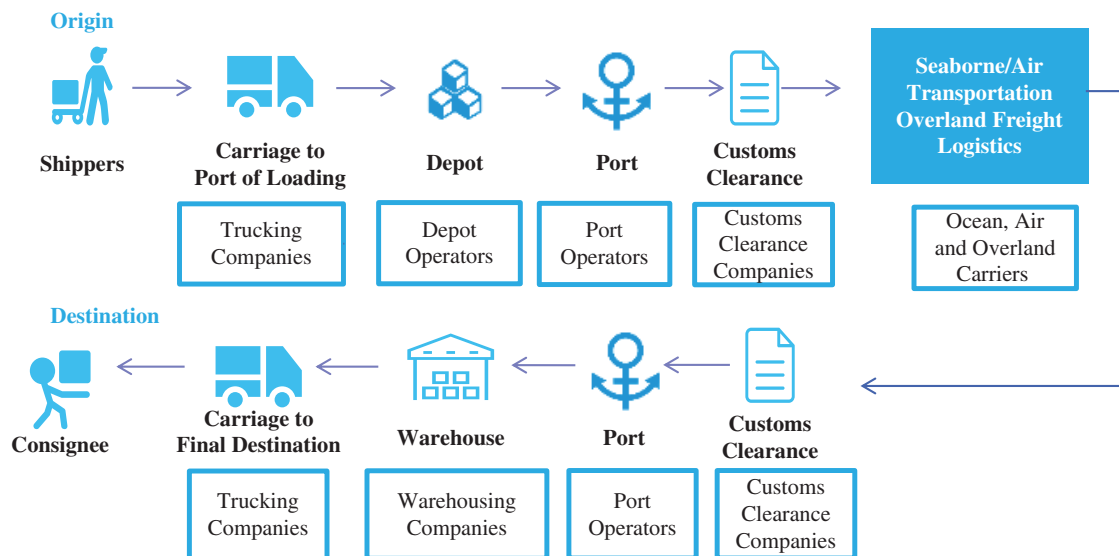 Origin
Seaborne/Air
Transportation
Overland Freight
Logistics
Shippers
Carriage to
Port of Loading
Depot
Port
Customs
Clearance
Trucking
Companies
Depot
Operators
Port
Operators
Customs
Clearance
Companies
Ocean, Air
and Overland
Carriers
Destination
Consignee
Carriage to
Final Destination
Warehouse
Port
Customs
Clearance
Trucking
Companies
Warehousing
Companies
Port
Operators
Customs
Clearance
Companies